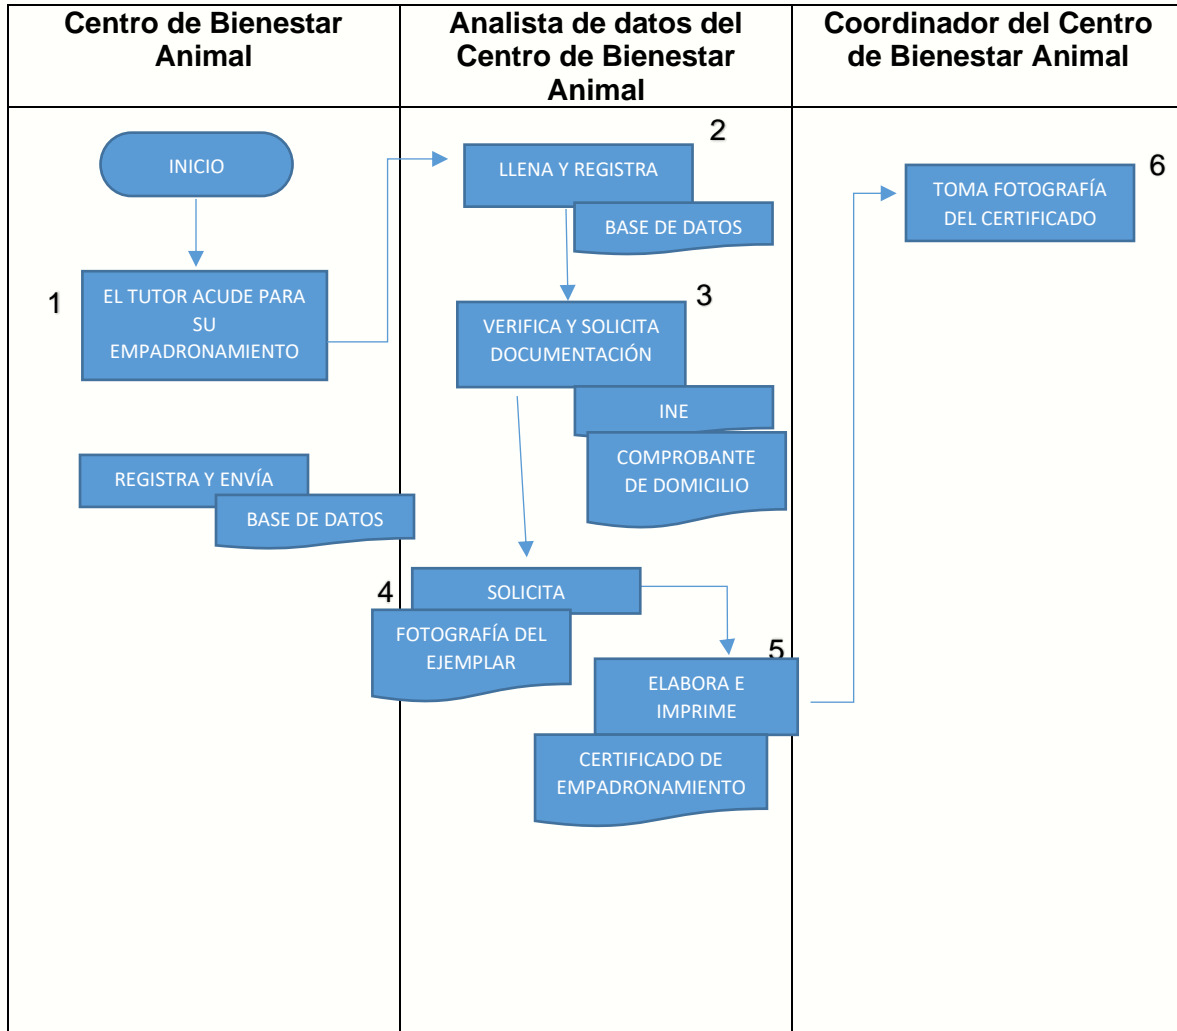 Centro de Bienestar
Animal
Analista de datos del
Centro de Bienestar
Animal
Coordinador del Centro
de Bienestar Animal
INICIO
1
EL TUTOR ACUDE PARA
SU
EMPADRONAMIENTO
REGISTRA Y ENVÍA
BASE DE DATOS
2
LLENA Y REGISTRA
BASE DE DATOS
3
VERIFICA Y SOLICITA
DOCUMENTACIÓN
INE
COMPROBANTE
DE DOMICILIO
4
SOLICITA
FOTOGRAFÍA DEL
EJEMPLAR
5
ELABORA E
IMPRIME
CERTIFICADO DE
EMPADRONAMIENTO
6
TOMA FOTOGRAFÍA
DEL CERTIFICADO